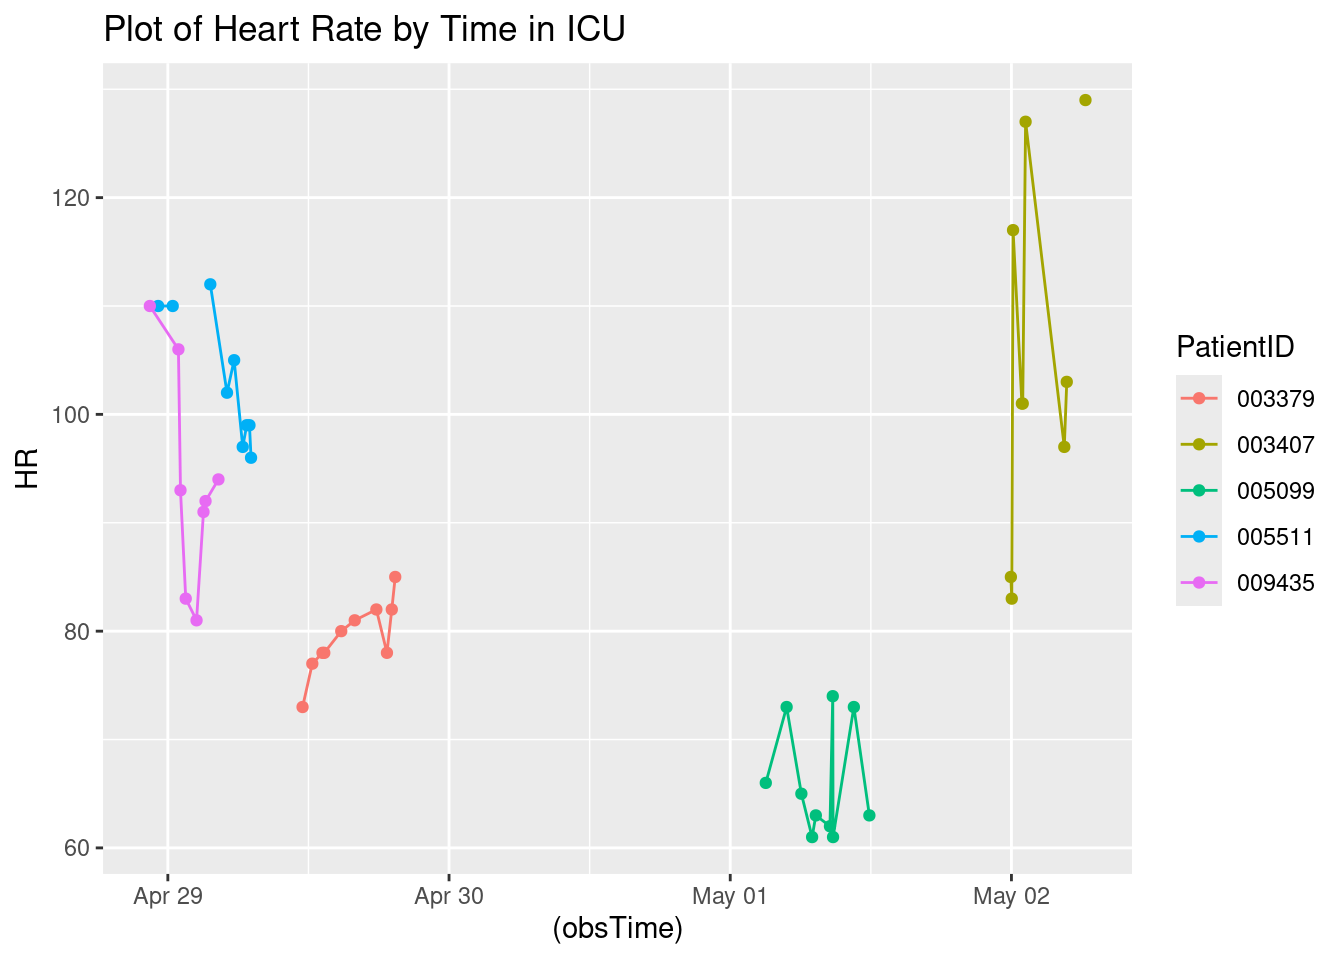 Plot of Heart Rate by Time in ICU
HR
120
100
80
60
Apr 29
Apr 30
May 01
May 02
(obsTime)
PatientID
003379
003407
005099
005511
009435